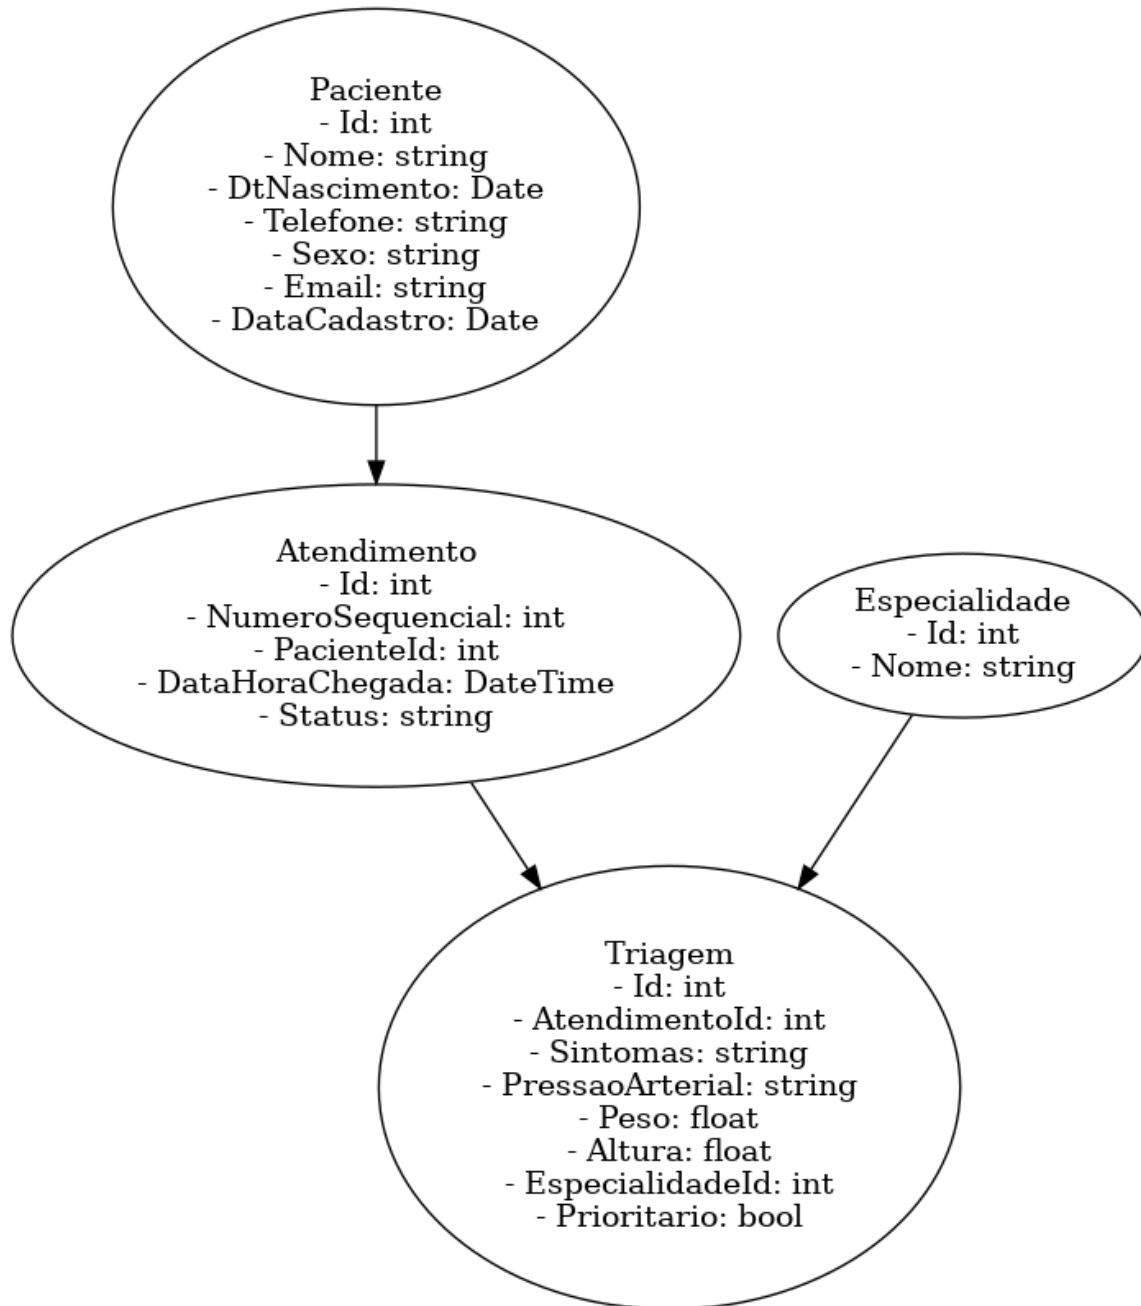 Paciente
- Id: int
- Nome: string
- DtNascimento: Date
- Telefone: string
- Sexo: string
- Email: string
- DataCadastro: Date
Atendimento
- Id: int
- NumeroSequencial: int
- PacienteId: int
- DataHoraChegada: DateTime
- Status: string
Especialidade
- Id: int
- Nome: string
Triagem
- Id: int
- AtendimentoId: int
- Sintomas: string
- PressaoArterial: string
- Peso: float
- Altura: float
- EspecialidadeId: int
- Prioritario: bool